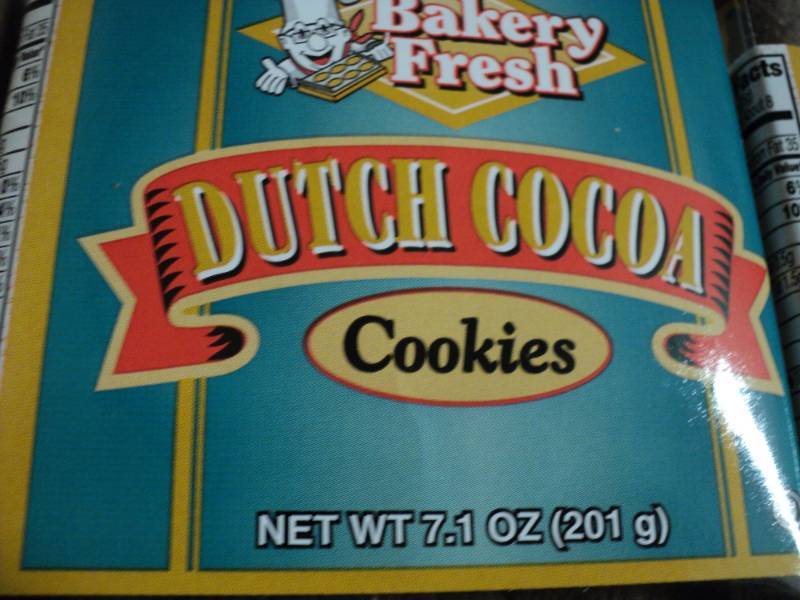 Bakery
Fresh
DUTCH COCOA
Cookies
NET WT 7.1 OZ (201 g)